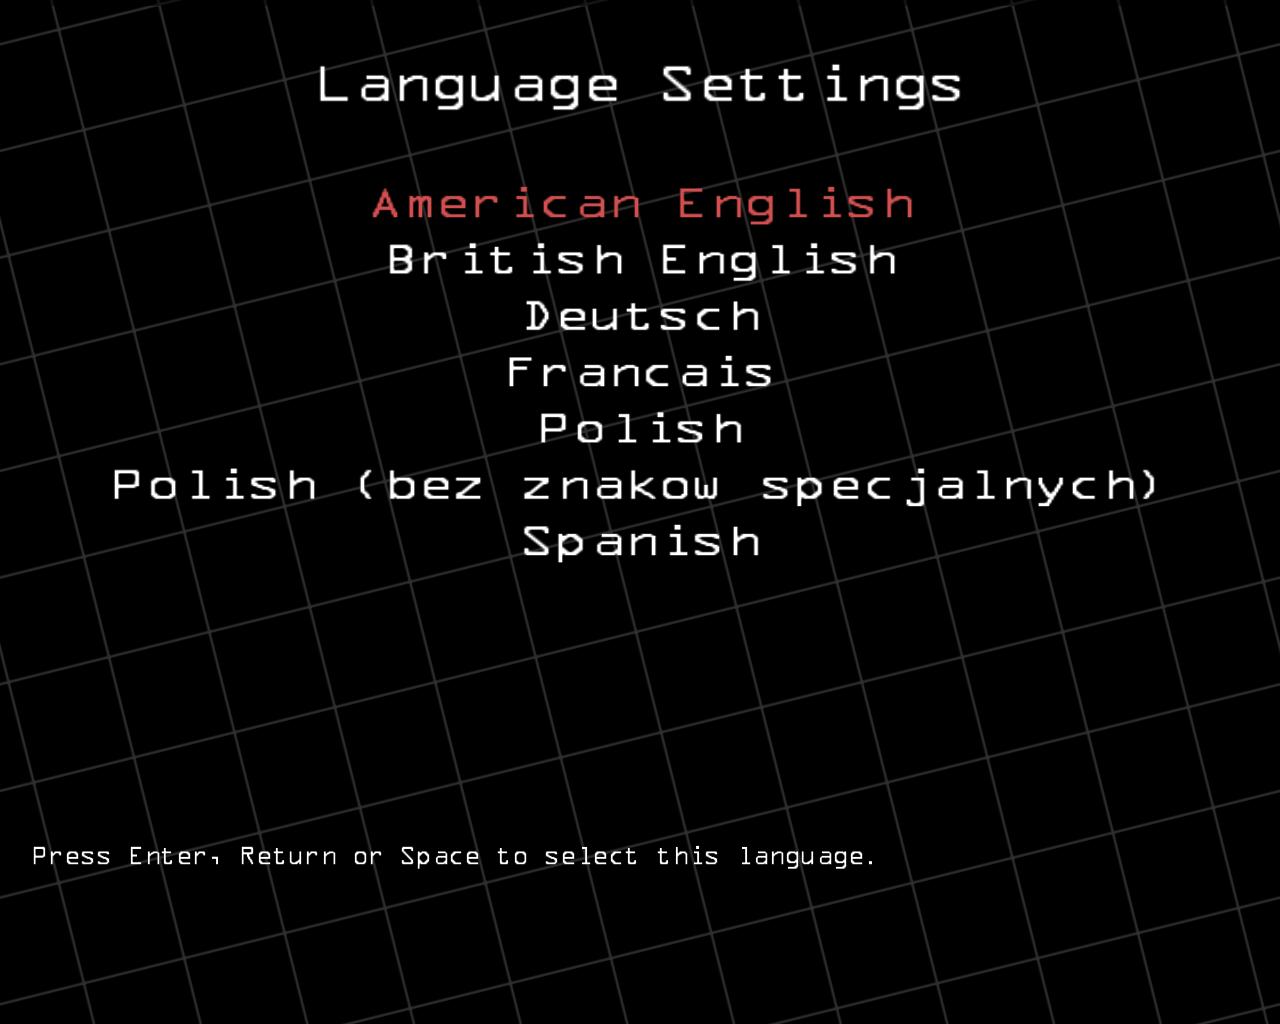 Language Settings
American English
British English
Deutsch
Francais
Polish
Polish (bez znakow specjalnych)
Spanish
Press Enter, Return or Space to select this language.